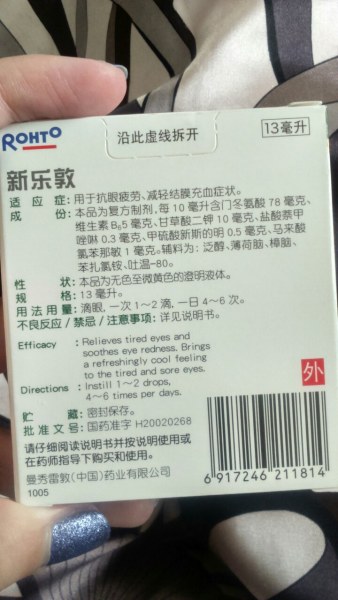 ROHTO
沿此虚线拆开
13毫升
新乐敦
适 应 症: 用于抗眼疲劳、减轻结膜充血症状。
成 份: 本品为复方制剂,每10毫升含门冬氨酸78毫克、
维生素B₆5毫克、甘草酸二钾10毫克、盐酸萘甲
唑啉0.3毫克、甲硫酸新斯的明0.5毫克、马来酸
氯苯那敏1毫克。辅料为: 泛醇、薄荷脑、樟脑、
苯扎氯铵、吐温-80。
性 状: 本品为无色至微黄色的澄明液体。
规 格: 13毫升。
用法用量: 滴眼, 一次1~2滴, 一日4~6次。
不良反应/禁忌/注意事项: 详见说明书。
Efficacy : Relieves tired eyes and
soothes eye redness. Brings
a refreshingly cool feeling
to the tired and sore eyes.
Directions : Instill 1~2 drops,
4~6 times per days.
外
贮 藏: 密封保存。
批准文号: 国药准字 H20020268
请仔细阅读说明书并按说明使用或
在药师指导下购买和使用。
曼秀雷敦(中国)药业有限公司
1005
6 917246 211814